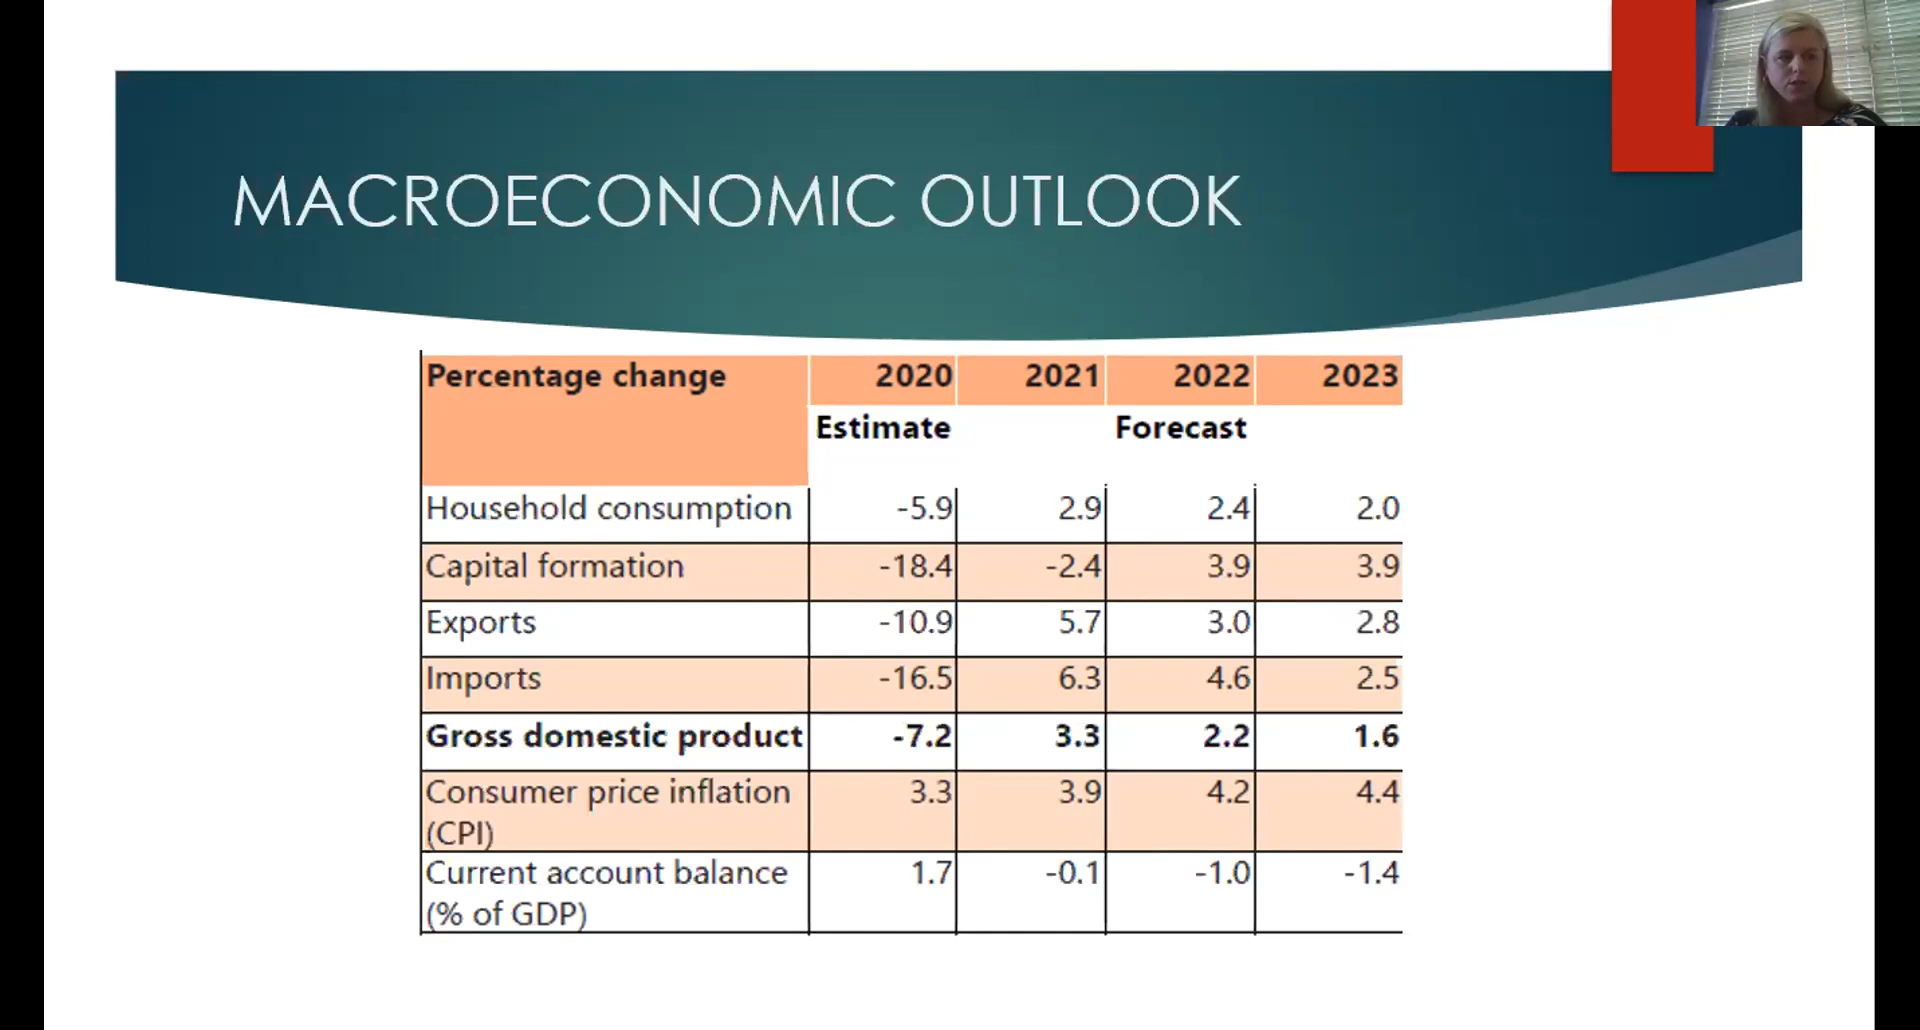 MACROECONOMIC OUTLOOK
Percentage change 2020 2021 2022 2023
Estimate Forecast
Household consumption -5.9 2.9 2.4 2.0
Capital formation -18.4 -2.4 3.9 3.9
Exports -10.9 5.7 3.0 2.8
Imports -16.5 6.3 4.6 2.5
Gross domestic product -7.2 3.3 2.2 1.6
Consumer price inflation 3.3 3.9 4.2 4.4
(CPI)
Current account balance 1.7 -0.1 -1.0 -1.4
(% of GDP)